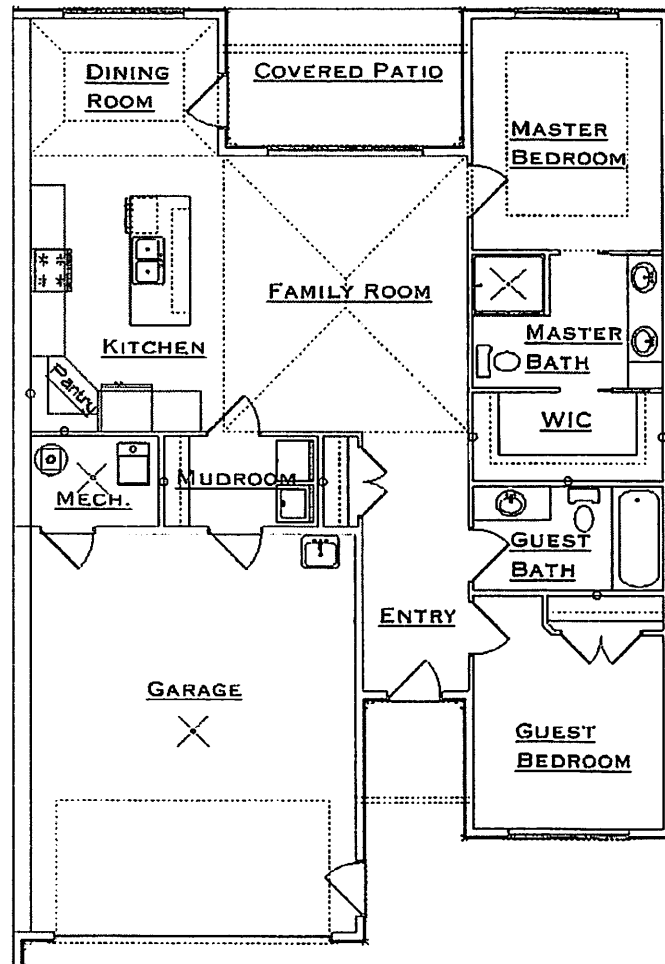 DINING
ROOM
COVERED PATIO
MASTER
BEDROOM
FAMILY ROOM
KITCHEN
MASTER
BATH
Pantry
WIC
MECH.
MUDROOM
GUEST
BATH
ENTRY
GARAGE
GUEST
BEDROOM